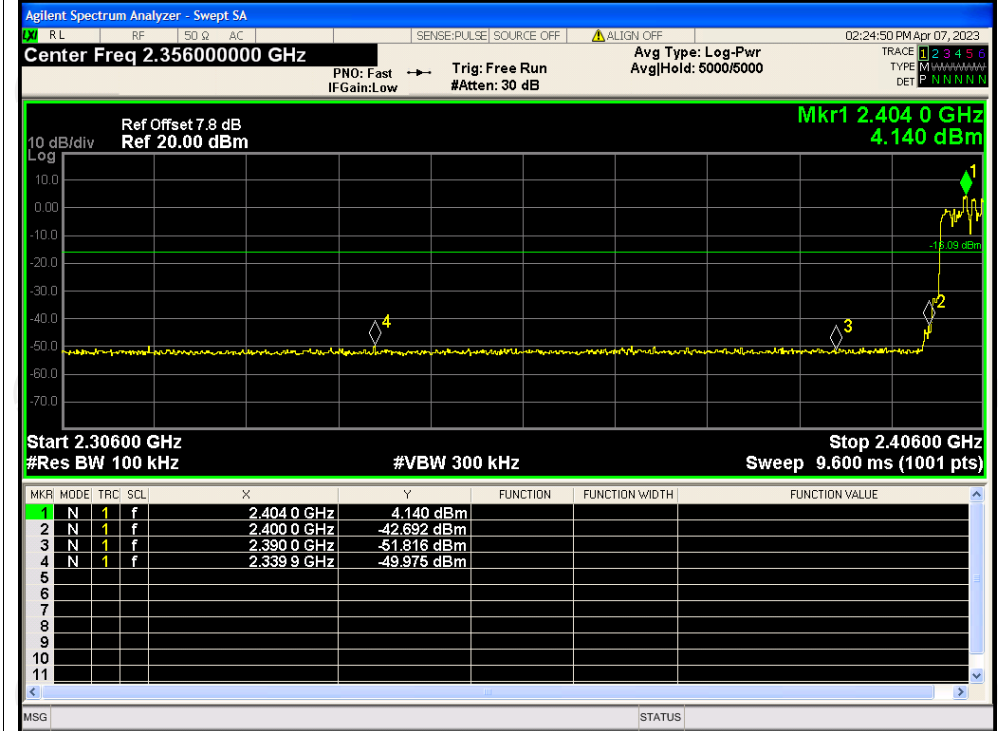 Agilent Spectrum Analyzer - Swept SA
LXI RL RF 50 Ω AC SENSE:PULSE SOURCE OFF ALIGN OFF 02:24:50 PM Apr 07, 2023
Center Freq 2.356000000 GHz
PNO: Fast
IFGain:Low
Trig: Free Run
#Atten: 30 dB
Avg Type: Log-Pwr
Avg|Hold: 5000/5000
TRACE 1 2 3 4 5 6
TYPE M W W W W W
DET P N N N N N
Mkr1 2.404 0 GHz
4.140 dBm
Ref Offset 7.8 dB
10 dB/div Ref 20.00 dBm
Log
10.0
0.00
-10.0
-20.0
-30.0
-40.0
-50.0
-60.0
-70.0
1
-16.09 dBm
2
3
4
Start 2.30600 GHz Stop 2.40600 GHz
#Res BW 100 kHz #VBW 300 kHz Sweep 9.600 ms (1001 pts)
MKR MODE TRC SCL X Y FUNCTION FUNCTION WIDTH FUNCTION VALUE
1 N 1 f 2.404 0 GHz 4.140 dBm
2 N 1 f 2.400 0 GHz -42.692 dBm
3 N 1 f 2.390 0 GHz -51.816 dBm
4 N 1 f 2.339 9 GHz -49.975 dBm
5
6
7
8
9
10
11
MSG STATUS